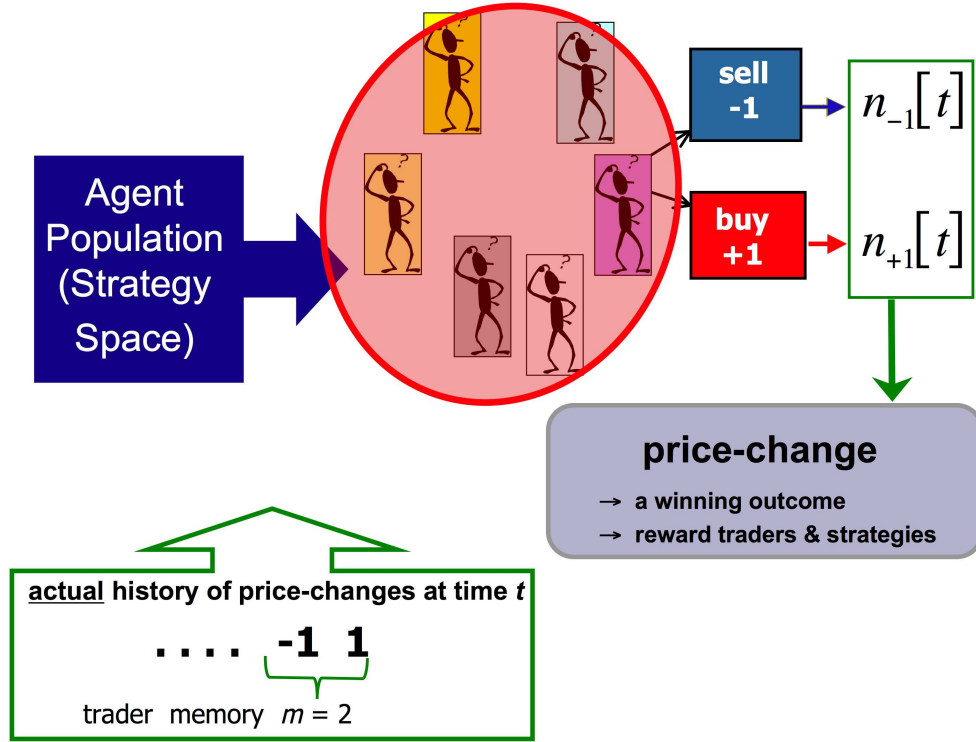 ?
?
?
?
?
?
?
sell
-1
n₋₁[t]
Agent
Population
(Strategy
Space)
buy
+1
n₊₁[t]
price-change
→ a winning outcome
→ reward traders & strategies
actual history of price-changes at time t
.... -1 1
trader memory m = 2